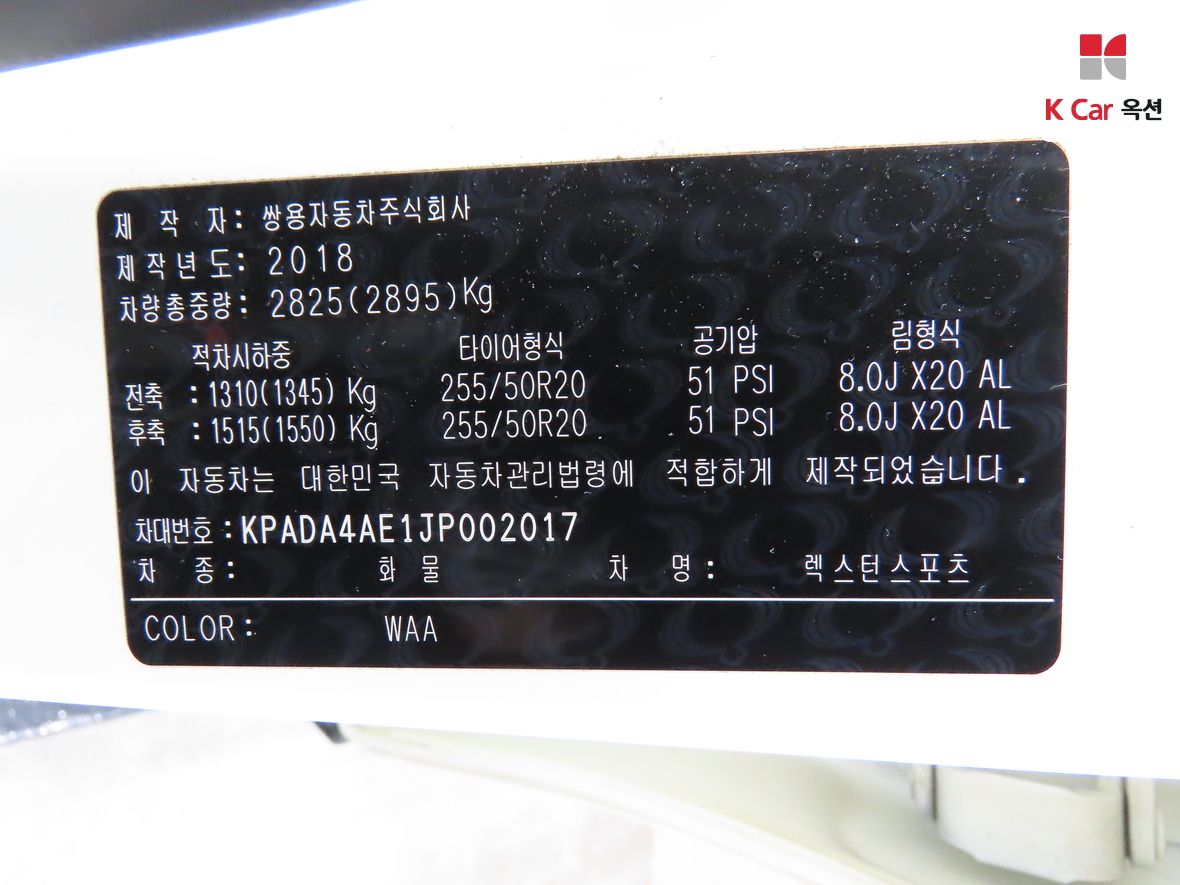 K Car 옥션
제 작 자: 쌍용자동차주식회사
제작년도: 2018
차량총중량: 2825(2895)Kg
적차시하중 타이어형식 공기압 림형식
전축 :1310(1345) Kg 255/50R20 51 PSI 8.0J X20 AL
후축 :1515(1550) Kg 255/50R20 51 PSI 8.0J X20 AL
이 자동차는 대한민국 자동차관리법령에 적합하게 제작되었습니다.
차대번호 :KPADA4AE1JP002017
차 종: 화 물 차 명: 렉스턴스포츠
COLOR: WAA